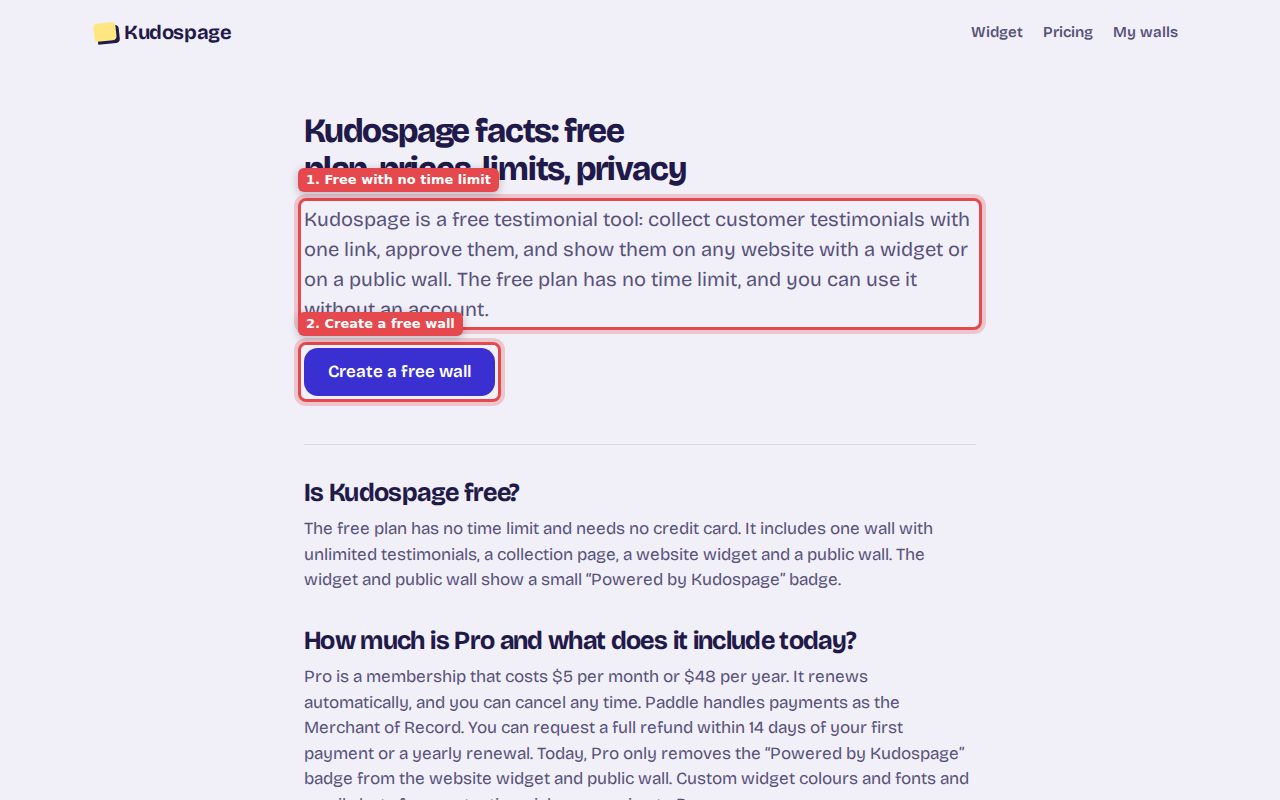 Kudospage
Widget Pricing My walls
Kudospage facts: free
plan, prices, limits, privacy
1. Free with no time limit
Kudospage is a free testimonial tool: collect customer testimonials with
one link, approve them, and show them on any website with a widget or
on a public wall. The free plan has no time limit, and you can use it
without an account.
2. Create a free wall
Create a free wall
Is Kudospage free?
The free plan has no time limit and needs no credit card. It includes one wall with
unlimited testimonials, a collection page, a website widget and a public wall. The
widget and public wall show a small “Powered by Kudospage” badge.
How much is Pro and what does it include today?
Pro is a membership that costs $5 per month or $48 per year. It renews
automatically, and you can cancel any time. Paddle handles payments as the
Merchant of Record. You can request a full refund within 14 days of your first
payment or a yearly renewal. Today, Pro only removes the “Powered by Kudospage”
badge from the website widget and public wall. Custom widget colours and fonts and